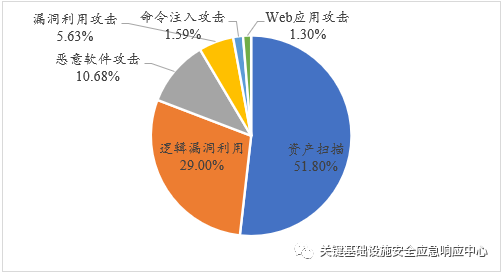 漏洞利用攻击
5.63%
命令注入攻击
1.59%
Web应用攻击
1.30%
恶意软件攻击
10.68%
逻辑漏洞利用
29.00%
资产扫描
51.80%
关键基础设施安全应急响应中心